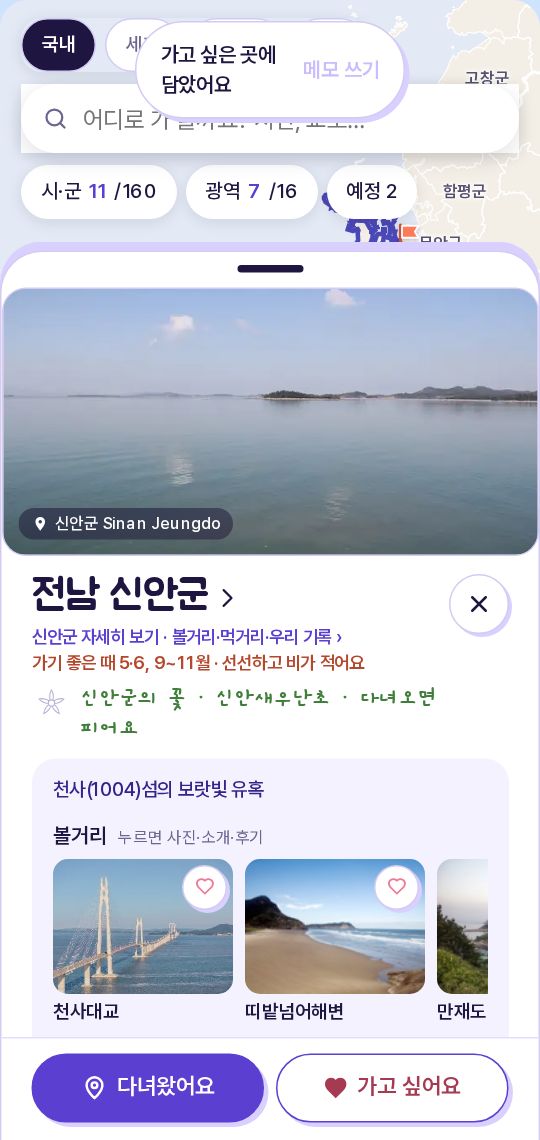 국내
가고 싶은 곳에
담았어요
메모 쓰기
고창군
시·군 11 /160
광역 7 /16
예정 2
함평군
신안군 Sinan Jeungdo
전남 신안군
신안군 자세히 보기 · 볼거리·먹거리·우리 기록 ›
가기 좋은 때 5·6, 9~11월 · 선선하고 비가 적어요
신안군의 꽃 · 신안새우난초 · 다녀오면
피어요
천사(1004)섬의 보랏빛 유혹
볼거리 누르면 사진·소개·후기
천사대교
띠밭넘어해변
만재도
다녀왔어요
가고 싶어요